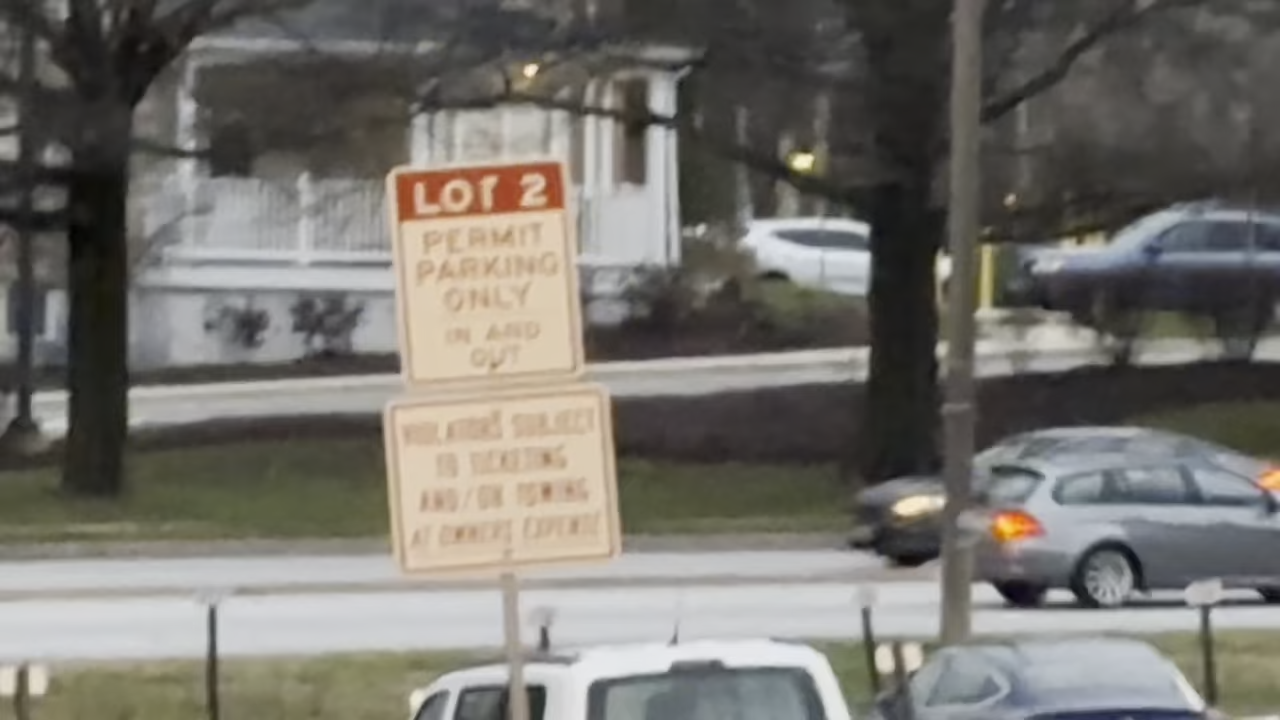 LOT 2
PERMIT
PARKING
ONLY
IN AND
OUT
VIOLATORS SUBJECT
TO TICKETING
AND/OR TOWING
AT OWNERS EXPENSE